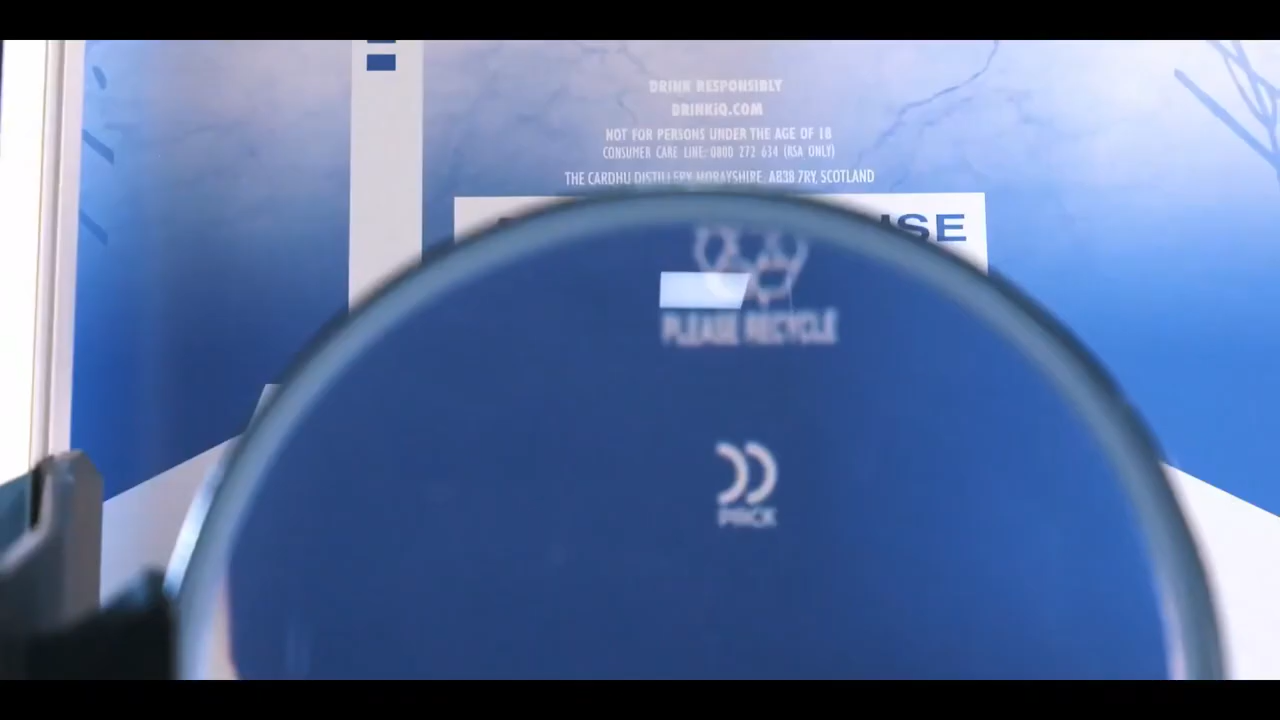 DRINK RESPONSIBLY
DRINKiQ.COM
NOT FOR PERSONS UNDER THE AGE OF 18
CONSUMER CARE LINE: 0800 272 634 (RSA ONLY)
THE CARDHU DISTILLERY, MORAYSHIRE, AB38 7RY, SCOTLAND
PLEASE RECYCLE
PACK